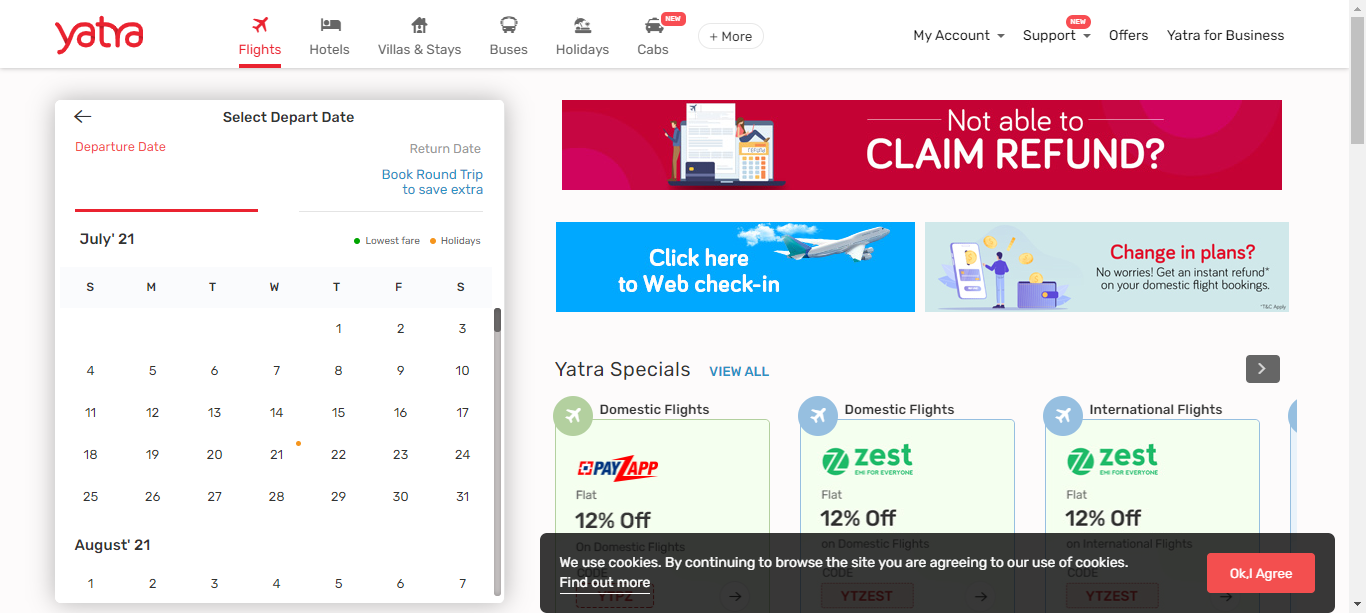 yatra
Flights
Hotels
Villas & Stays
Buses
Holidays
Cabs
NEW
+ More
My Account
Support
NEW
Offers
Yatra for Business
Select Depart Date
Departure Date
Return Date
Book Round Trip
to save extra
July' 21
Lowest fare
Holidays
S M T W T F S
1 2 3
4 5 6 7 8 9 10
11 12 13 14 15 16 17
18 19 20 21 22 23 24
25 26 27 28 29 30 31
August' 21
1 2 3 4 5 6 7
Not able to
CLAIM REFUND?
refund
Click here
to Web check-in
Change in plans?
No worries! Get an instant refund*
on your domestic flight bookings.
*T&C Apply
Yatra Specials
VIEW ALL
Domestic Flights
PAYZAPP
Flat
12% Off
On Domestic Flights
CODE
YTPZ
Domestic Flights
zest
EMI FOR EVERYONE
Flat
12% Off
on Domestic Flights
CODE
YTZEST
International Flights
zest
EMI FOR EVERYONE
Flat
12% Off
on International Flights
CODE
YTZEST
We use cookies. By continuing to browse the site you are agreeing to our use of cookies.
Find out more
Ok,I Agree